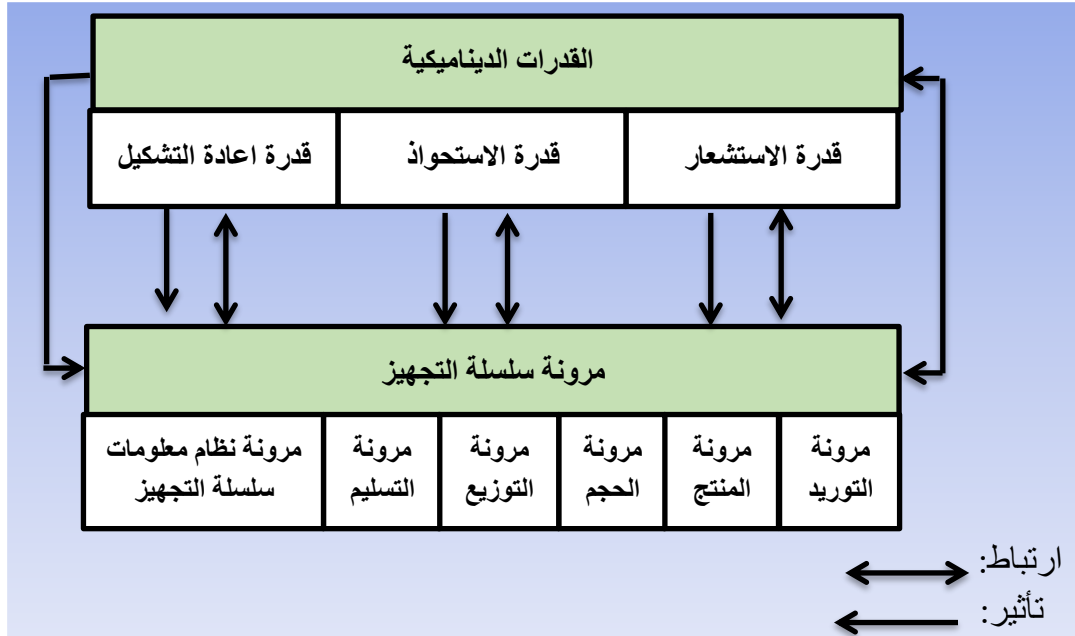 القدرات الديناميكية
قدرة الاستشعار
قدرة الاستحواذ
قدرة اعادة التشكيل
مرونة سلسلة التجهيز
مرونة
التوريد
مرونة
المنتج
مرونة
الحجم
مرونة
التوزيع
مرونة
التسليم
مرونة نظام معلومات
سلسلة التجهيز
ارتباط:
تأثير: